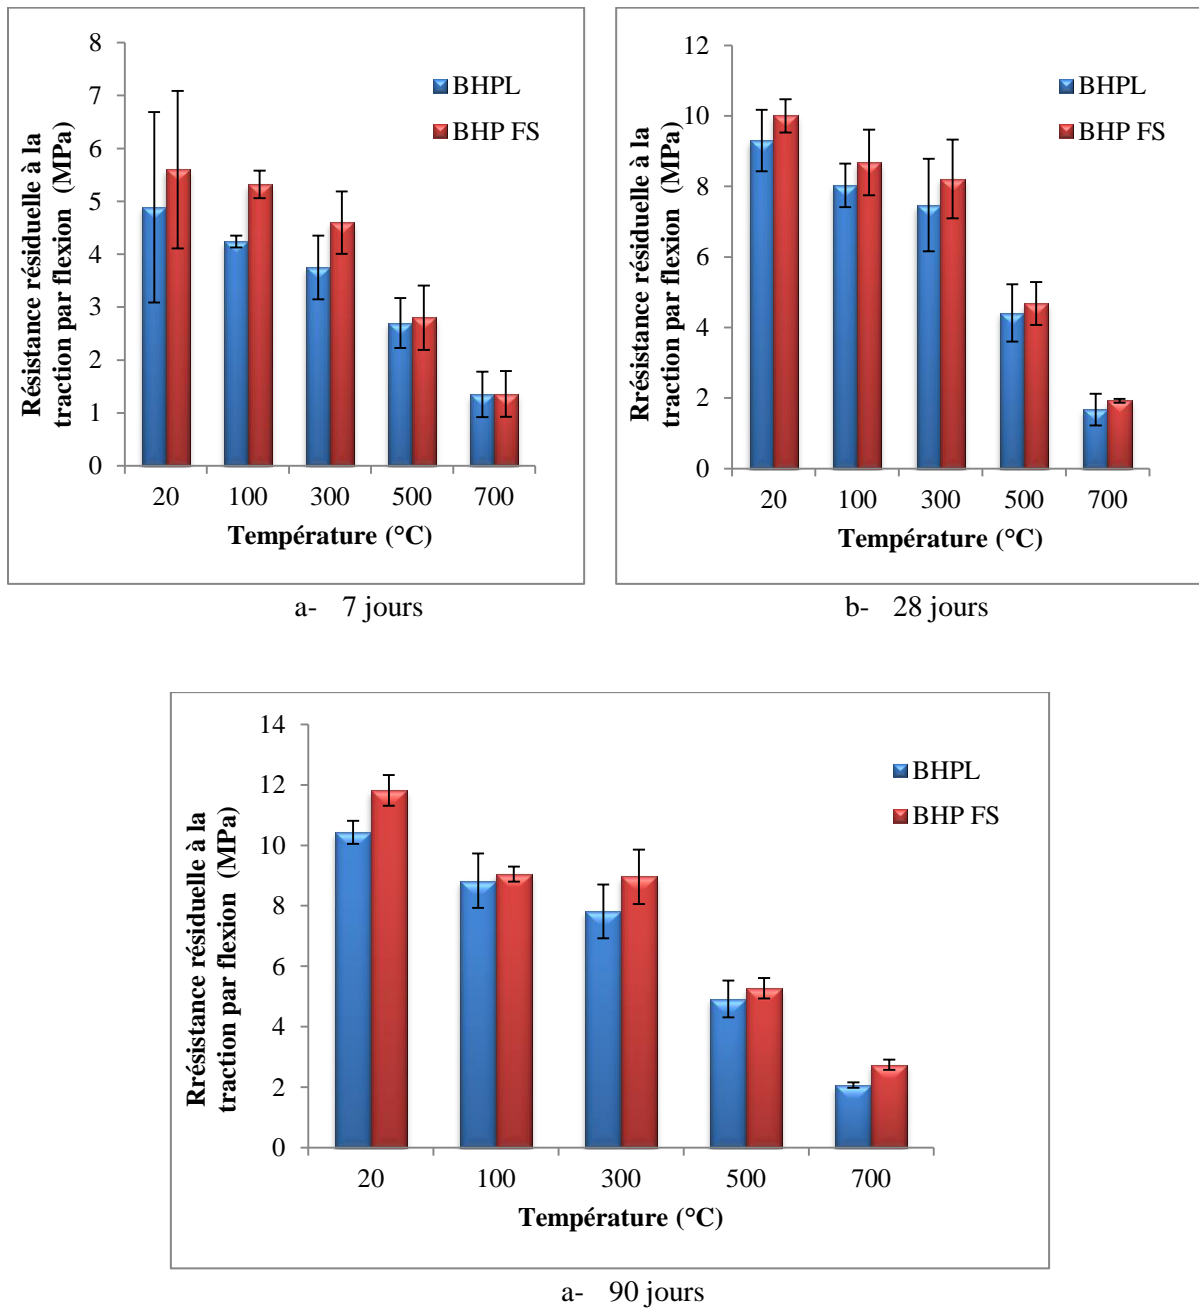 8
7
6
5
4
3
2
1
0
Résistance résiduelle à la
traction par flexion (MPa)
BHPL
BHP FS
20 100 300 500 700
Température (°C)
a- 7 jours
12
10
8
6
4
2
0
Rrésistance résiduelle à la
traction par flexion (MPa)
BHPL
BHP FS
20 100 300 500 700
Température (°C)
b- 28 jours
14
12
10
8
6
4
2
0
Rrésistance résiduelle à la
traction par flexion (MPa)
BHPL
BHP FS
20 100 300 500 700
Température (°C)
a- 90 jours